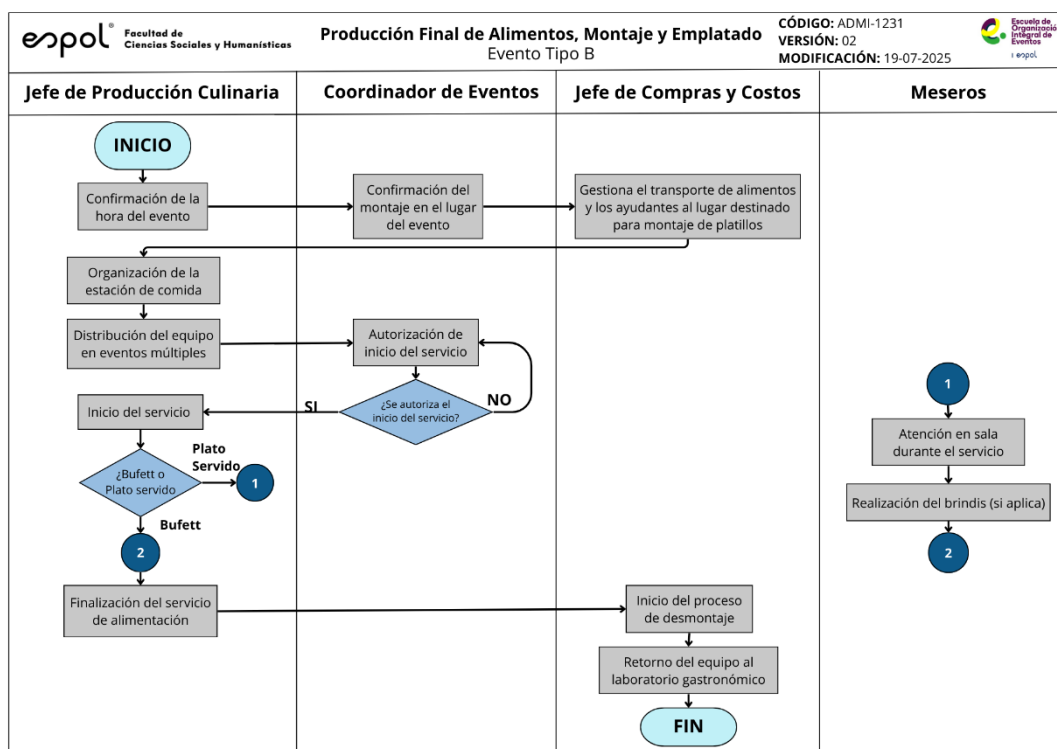 espol
Facultad de
Ciencias Sociales y Humanísticas
Producción Final de Alimentos, Montaje y Emplatado
Evento Tipo B
CÓDIGO: ADMI-1231
VERSIÓN: 02
MODIFICACIÓN: 19-07-2025
Escuela de
Organización
Integral de
Eventos
espol
Jefe de Producción Culinaria
Coordinador de Eventos
Jefe de Compras y Costos
Meseros
INICIO
Confirmación de la
hora del evento
Confirmación del
montaje en el lugar
del evento
Gestiona el transporte de alimentos
y los ayudantes al lugar destinado
para montaje de platillos
Organización de la
estación de comida
Distribución del equipo
en eventos múltiples
Autorización de
inicio del servicio
¿Se autoriza el
inicio del servicio?
NO
SI
Inicio del servicio
¿Bufett o
Plato servido
Plato
Servido
1
Bufett
2
Finalización del servicio
de alimentación
Inicio del proceso
de desmontaje
Retorno del equipo al
laboratorio gastronómico
FIN
1
Atención en sala
durante el servicio
Realización del brindis (si aplica)
2